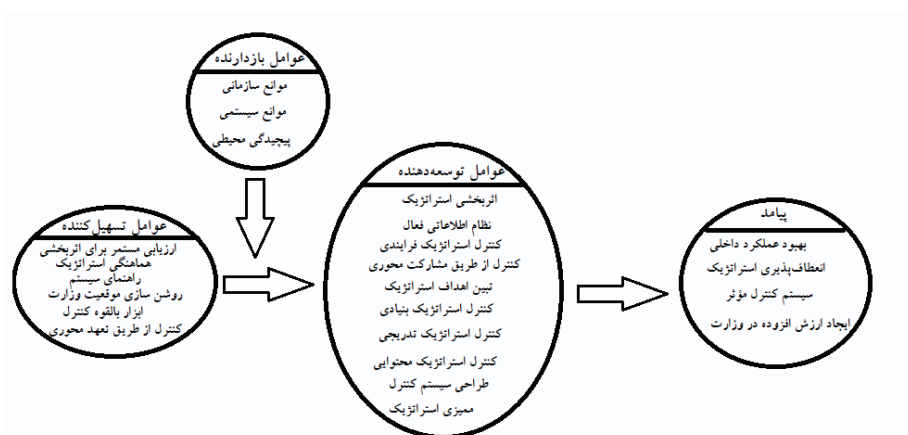 عوامل بازدارنده
موانع سازمانی
موانع سیستمی
پیچیدگی محیطی
عوامل توسعه‌دهنده
اثربخشی استراتژیک
نظام اطلاعاتی فعال
کنترل استراتژیک فرایندی
کنترل از طریق مشارکت محوری
تبین اهداف استراتژیک
کنترل استراتژیک بنیادی
کنترل استراتژیک تدریجی
کنترل استراتژیک محتوایی
طراحی سیستم کنترل
ممیزی استراتژیک
عوامل تسهیل‌کننده
ارزیابی مستمر برای اثربخشی
هماهنگی استراتژیک
راهنمای سیستم
روشن سازی موقعیت وزارت
ابزار بالقوه کنترل
کنترل از طریق تعهد محوری
پیامد
بهبود عملکرد داخلی
انعطاف‌پذیری استراتژیک
سیستم کنترل مؤثر
ایجاد ارزش افزوده در وزارت